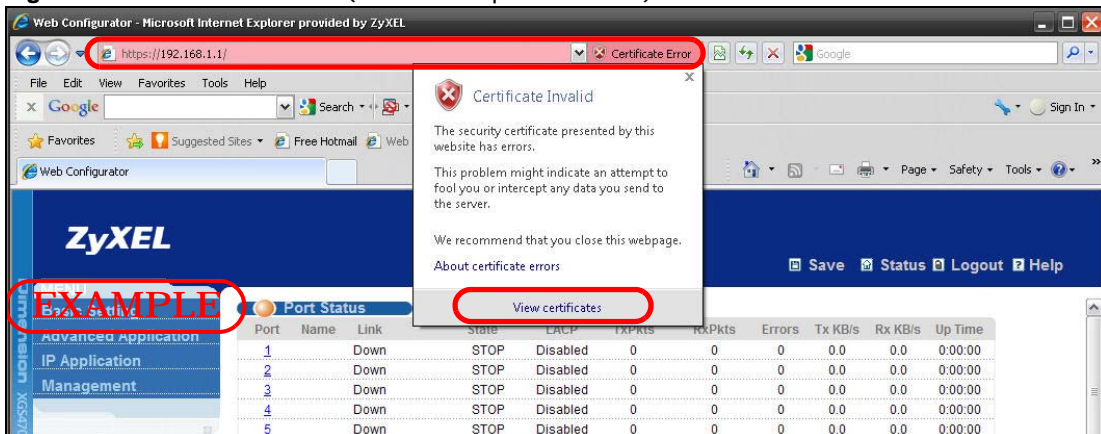 Web Configurator - Microsoft Internet Explorer provided by ZyXEL
https://192.168.1.1/
Certificate Error
Google
File Edit View Favorites Tools Help
x Google Search Sign In
Favorites Suggested Sites Free Hotmail Web
Web Configurator
Page Safety Tools
Certificate Invalid
The security certificate presented by this
website has errors.
This problem might indicate an attempt to
fool you or intercept any data you send to
the server.
We recommend that you close this webpage.
About certificate errors
View certificates
ZyXEL
Save Status Logout Help
MENU
EXAMPLE
Basic Setting
Advanced Application
IP Application
Management
Dimension
Port Status
Port Name Link State LACP TxPkts RxPkts Errors Tx KB/s Rx KB/s Up Time
1 Down STOP Disabled 0 0 0 0.0 0.0 0:00:00
2 Down STOP Disabled 0 0 0 0.0 0.0 0:00:00
3 Down STOP Disabled 0 0 0 0.0 0.0 0:00:00
4 Down STOP Disabled 0 0 0 0.0 0.0 0:00:00
5 Down STOP Disabled 0 0 0 0.0 0.0 0:00:00